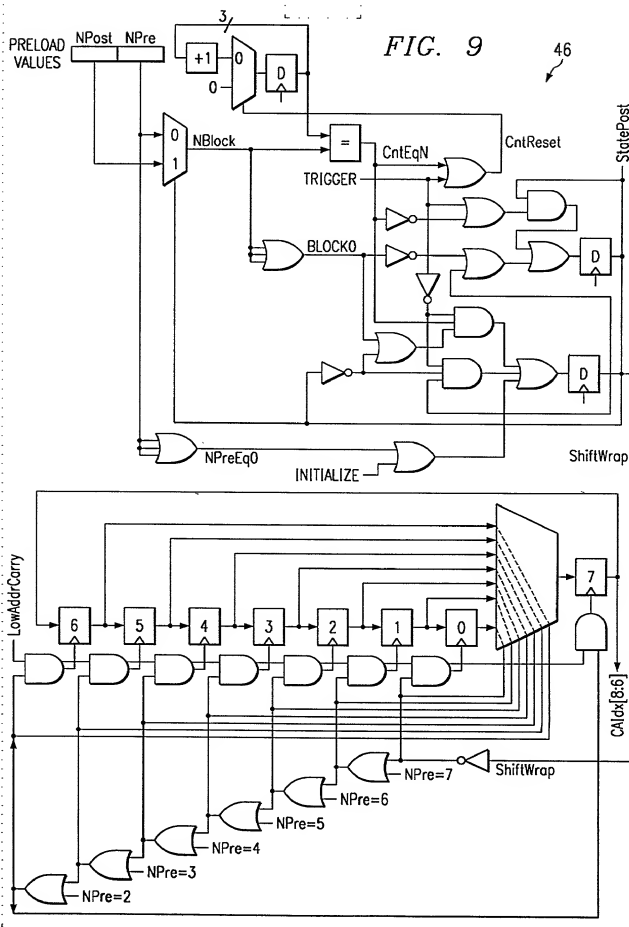 FIG. 9
46
3
PRELOAD VALUES
NPost
NPre
+1
0
0
D
0
1
NBlock
=
CntEqN
CntReset
TRIGGER
StatePost
BLOCK0
D
D
NPreEq0
INITIALIZE
ShiftWrap
LowAddrCarry
6
5
4
3
2
1
0
7
CAIdx[8:6]
ShiftWrap
NPre=7
NPre=6
NPre=5
NPre=4
NPre=3
NPre=2